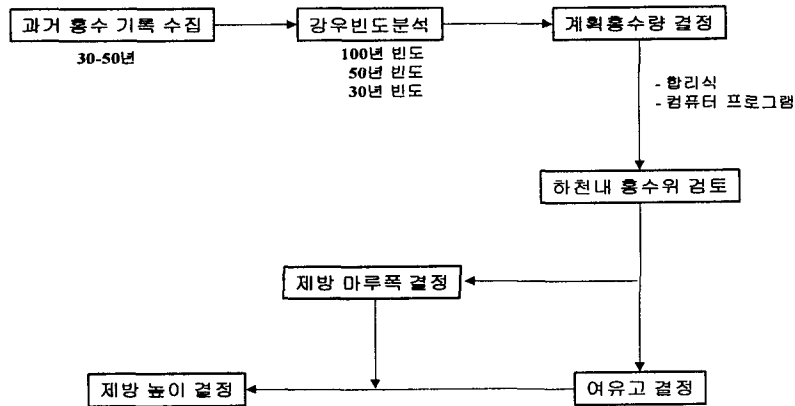 과거 홍수 기록 수집
30-50년
강우빈도분석
100년 빈도
50년 빈도
30년 빈도
계획홍수량 결정
- 합리식
- 컴퓨터 프로그램
하천내 홍수위 검토
제방 마루폭 결정
제방 높이 결정
여유고 결정